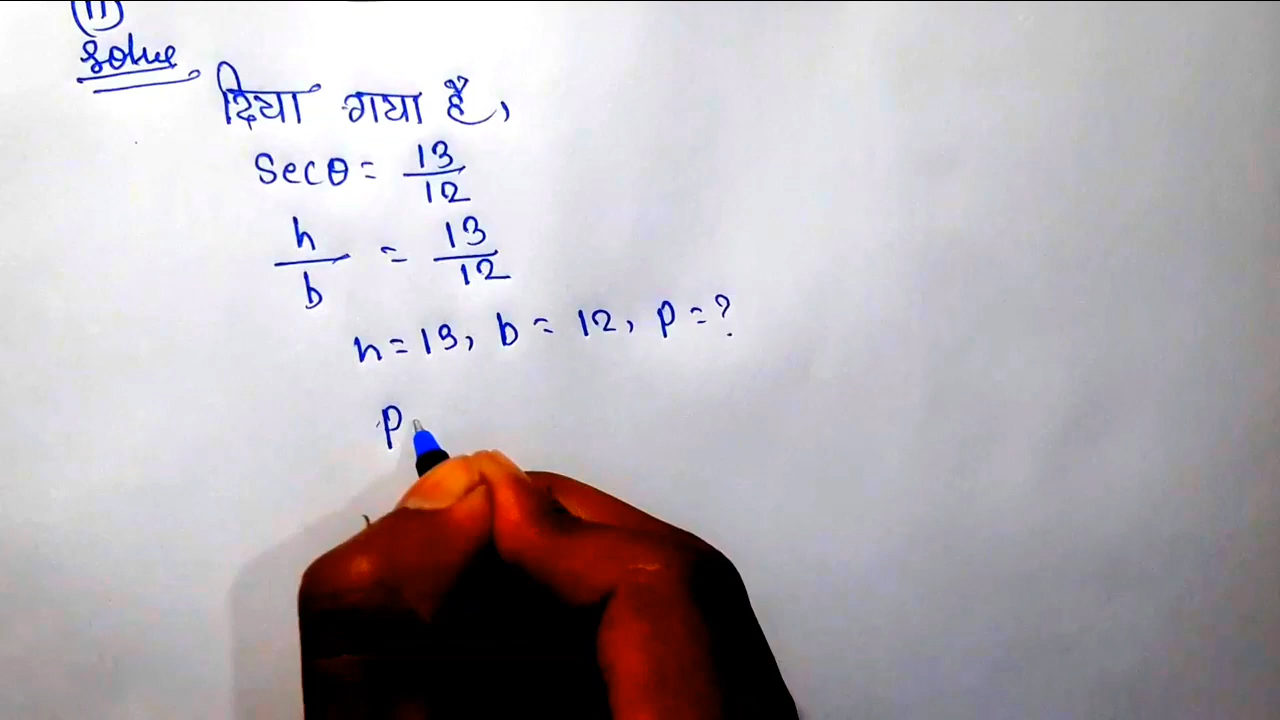 (11)
Solve
दिया गया है,
Secθ = 13/12
h/b = 13/12
h = 13, b = 12, p = ?
P